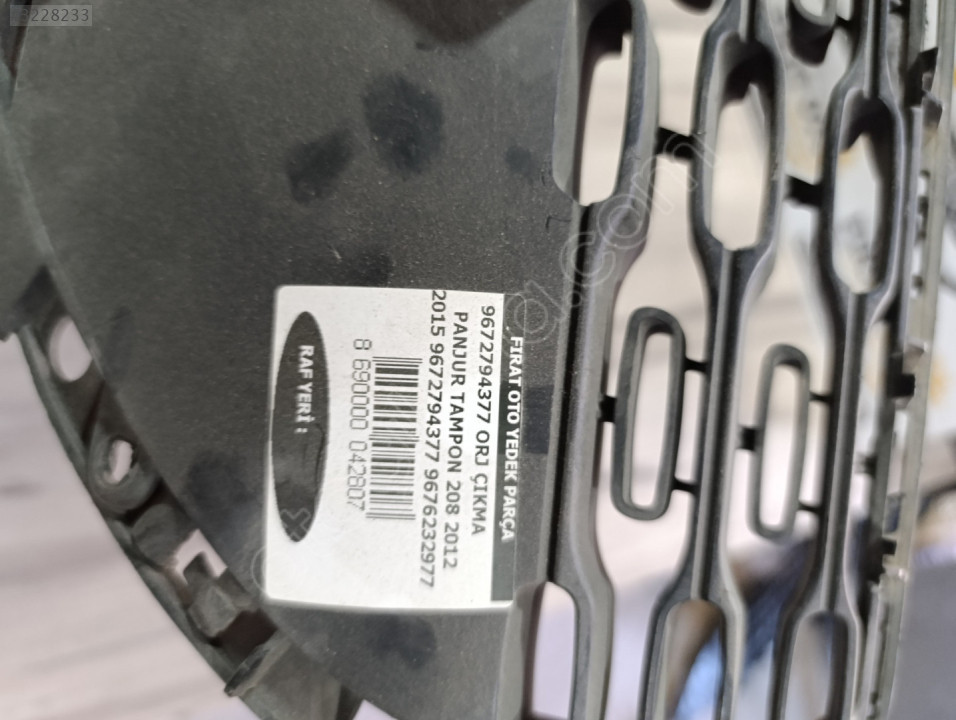 3228233
FIRAT OTO YEDEK PARÇA
9672794377 ORJ ÇIKMA
PANJUR TAMPON 208 2012
2015 9672794377 9676232977
8 690000 042807
RAF YERİ :